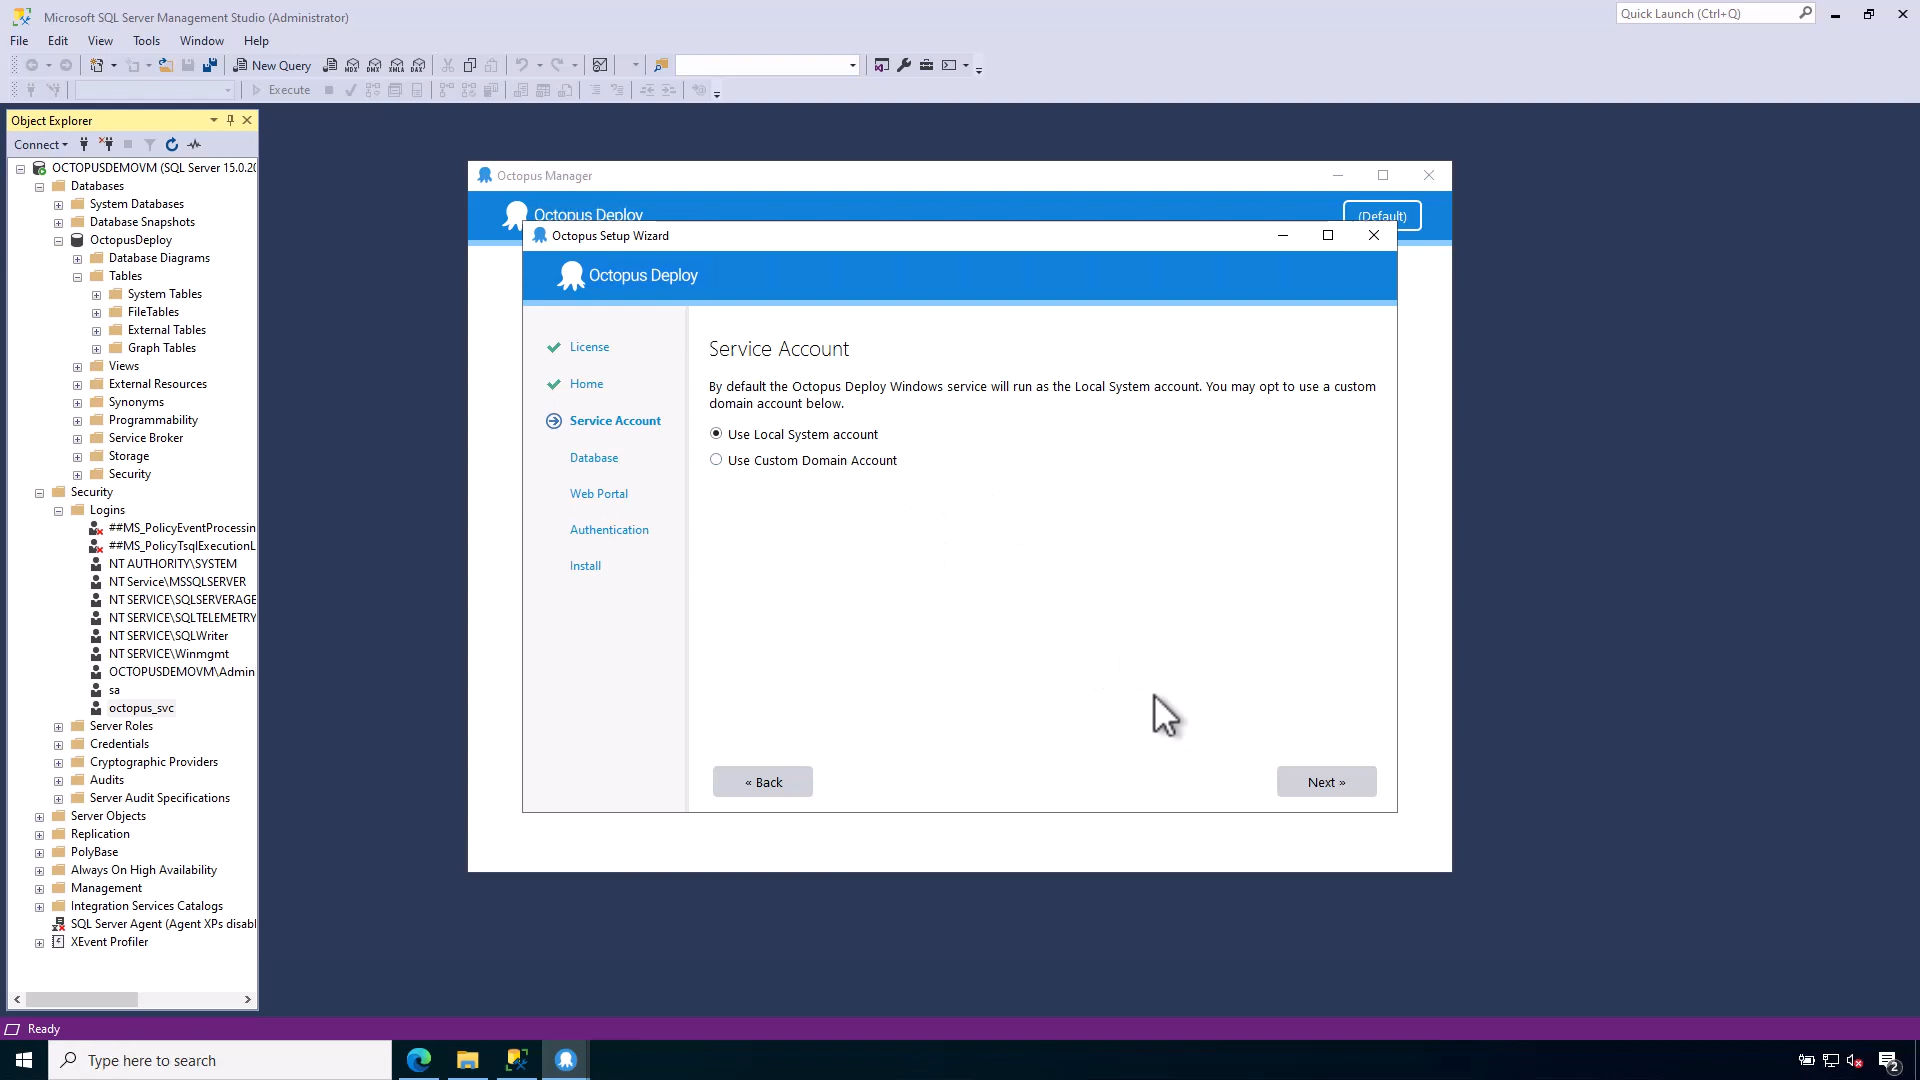 Microsoft SQL Server Management Studio (Administrator)
Quick Launch (Ctrl+Q)
File Edit View Tools Window Help
New Query
MDX DMX XMLA DAX
Execute
Object Explorer
Connect
OCTOPUSDEMOVM (SQL Server 15.0.20
Databases
System Databases
Database Snapshots
OctopusDeploy
Database Diagrams
Tables
System Tables
FileTables
External Tables
Graph Tables
Views
External Resources
Synonyms
Programmability
Service Broker
Storage
Security
Security
Logins
##MS_PolicyEventProcessin
##MS_PolicyTsqlExecutionL
NT AUTHORITY\SYSTEM
NT Service\MSSQLSERVER
NT SERVICE\SQLSERVERAGE
NT SERVICE\SQLTELEMETRY
NT SERVICE\SQLWriter
NT SERVICE\Winmgmt
OCTOPUSDEMOVM\Admin
sa
octopus_svc
Server Roles
Credentials
Cryptographic Providers
Audits
Server Audit Specifications
Server Objects
Replication
PolyBase
Always On High Availability
Management
Integration Services Catalogs
SQL Server Agent (Agent XPs disabl
XEvent Profiler
Octopus Manager
Octopus Deploy
(Default)
Octopus Setup Wizard
Octopus Deploy
License
Home
Service Account
Database
Web Portal
Authentication
Install
Service Account
By default the Octopus Deploy Windows service will run as the Local System account. You may opt to use a custom
domain account below.
Use Local System account
Use Custom Domain Account
« Back
Next »
Ready
Type here to search
2